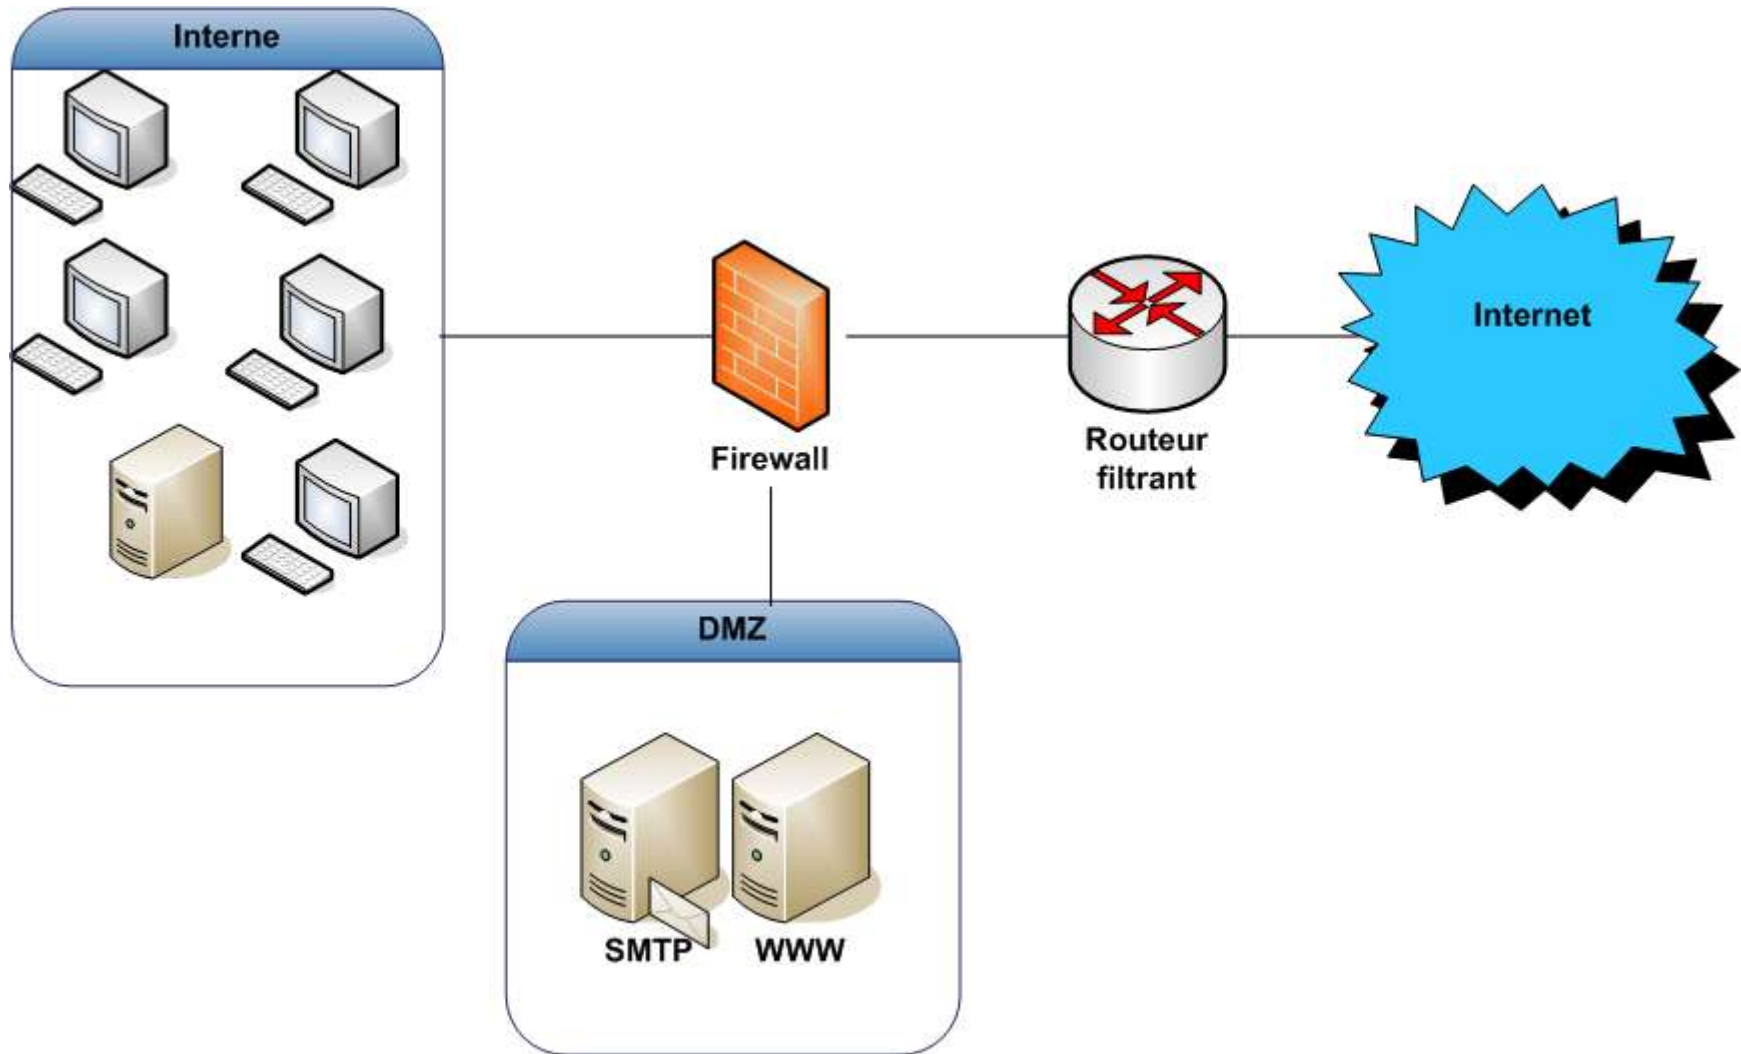 Interne
Internet
Firewall
Routeur
filtrant
DMZ
SMTP
WWW